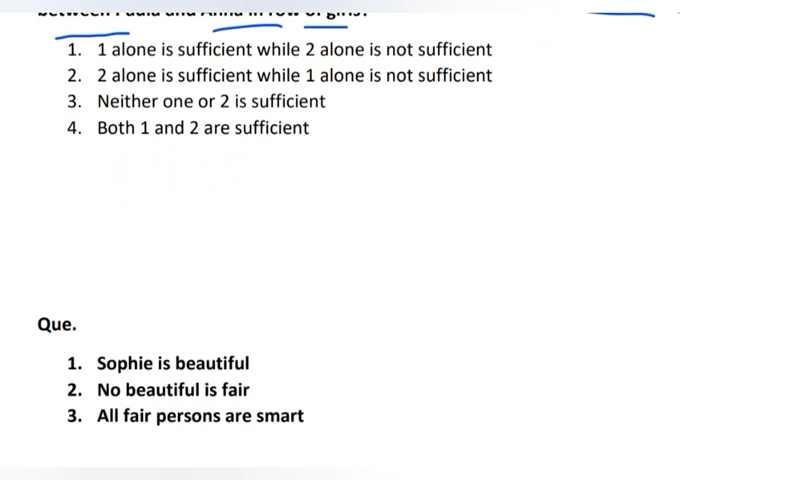 1. 1 alone is sufficient while 2 alone is not sufficient
2. 2 alone is sufficient while 1 alone is not sufficient
3. Neither one or 2 is sufficient
4. Both 1 and 2 are sufficient
Que.
1. Sophie is beautiful
2. No beautiful is fair
3. All fair persons are smart